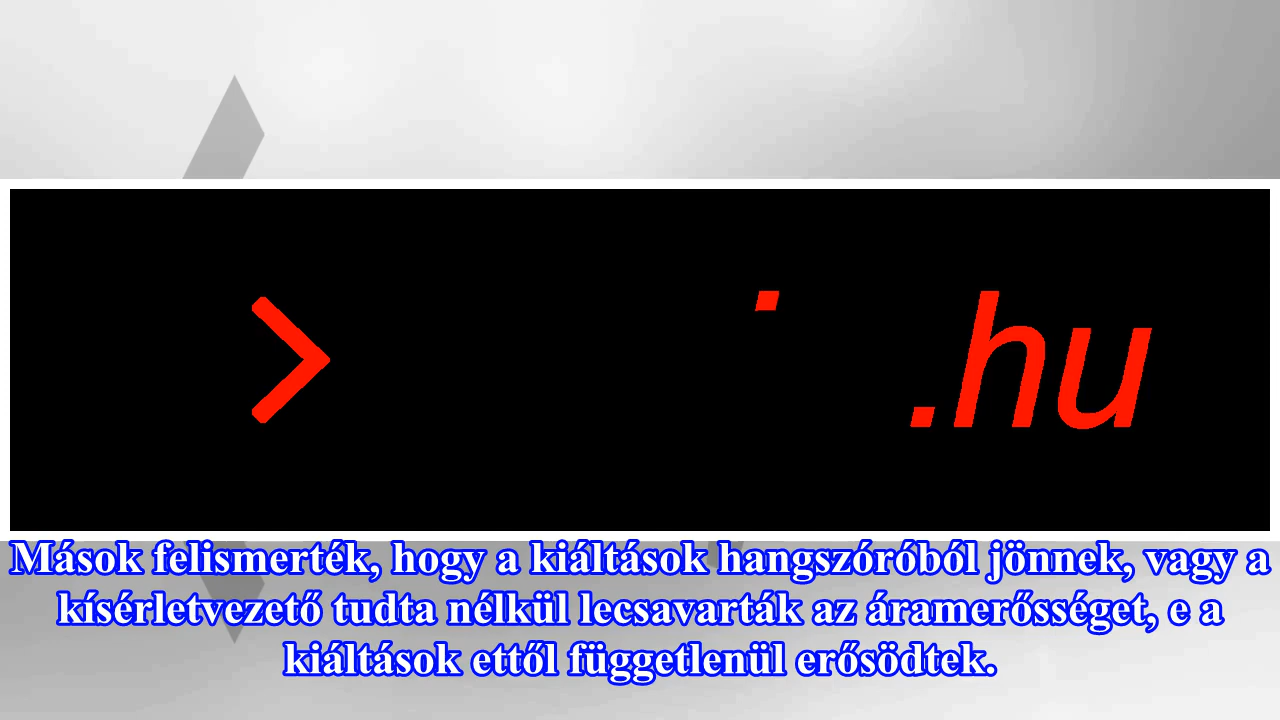 .hu
Mások felismerték, hogy a kiáltások hangszóróból jönnek, vagy a
kísérletvezető tudta nélkül lecsavarták az áramerősséget, e a
kiáltások ettől függetlenül erősödtek.